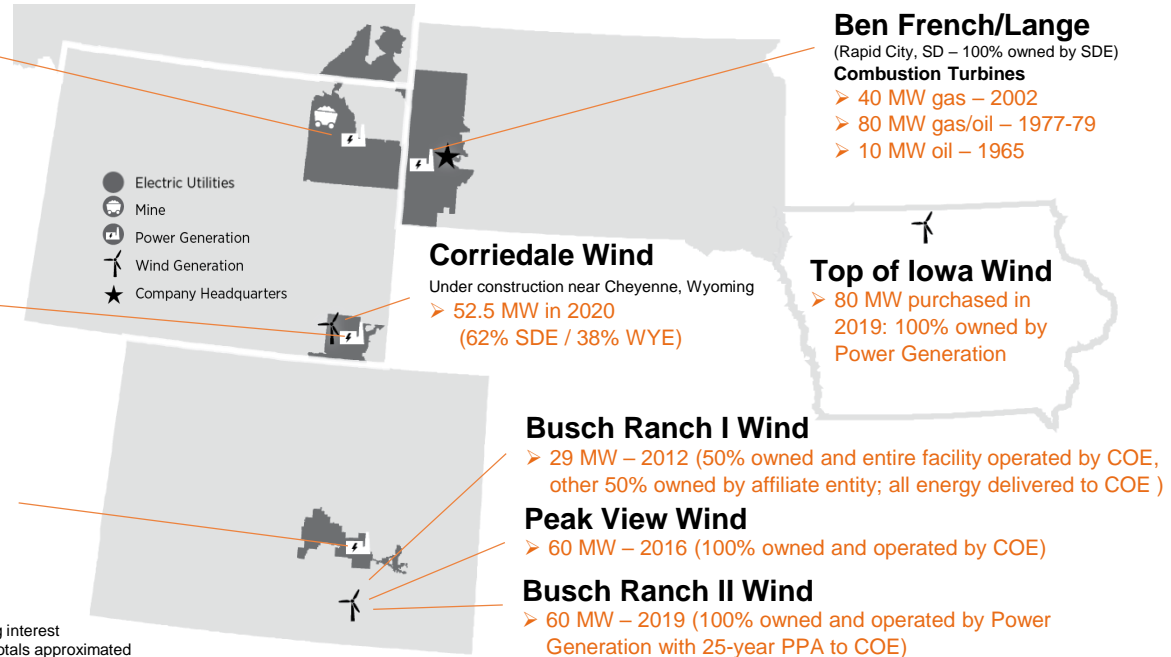 Ben French/Lange
(Rapid City, SD – 100% owned by SDE)
Combustion Turbines
➢ 40 MW gas – 2002
➢ 80 MW gas/oil – 1977-79
➢ 10 MW oil – 1965
Electric Utilities
Mine
Power Generation
Wind Generation
Company Headquarters
Corriedale Wind
Under construction near Cheyenne, Wyoming
➢ 52.5 MW in 2020
(62% SDE / 38% WYE)
Top of Iowa Wind
➢ 80 MW purchased in
2019: 100% owned by
Power Generation
Busch Ranch I Wind
➢ 29 MW – 2012 (50% owned and entire facility operated by COE,
other 50% owned by affiliate entity; all energy delivered to COE )
Peak View Wind
➢ 60 MW – 2016 (100% owned and operated by COE)
Busch Ranch II Wind
➢ 60 MW – 2019 (100% owned and operated by Power
Generation with 25-year PPA to COE)
interest
approximated